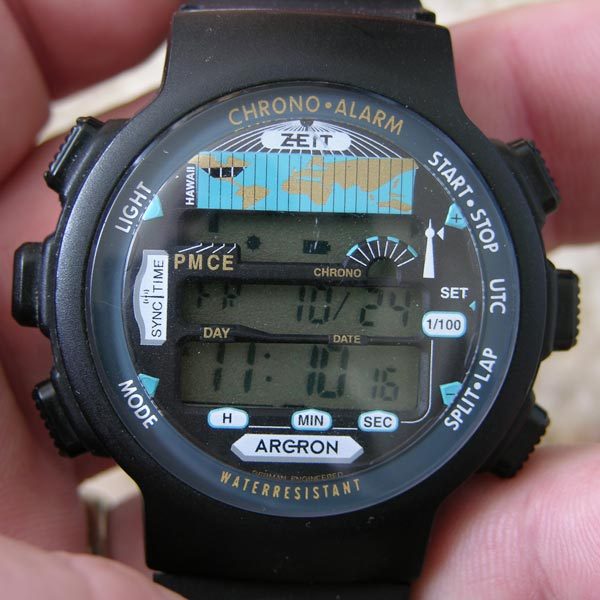 CHRONO•ALARM
ZEIT
HAWAII
LIGHT
START•STOP
PMCE
CHRONO
SYNC TIME
FR 10/24
SET
UTC
1/100
DAY DATE
11:10 16
MODE
SPLIT•LAP
H MIN SEC
ARCRON
GERMAN ENGINEERED
WATERRESISTANT